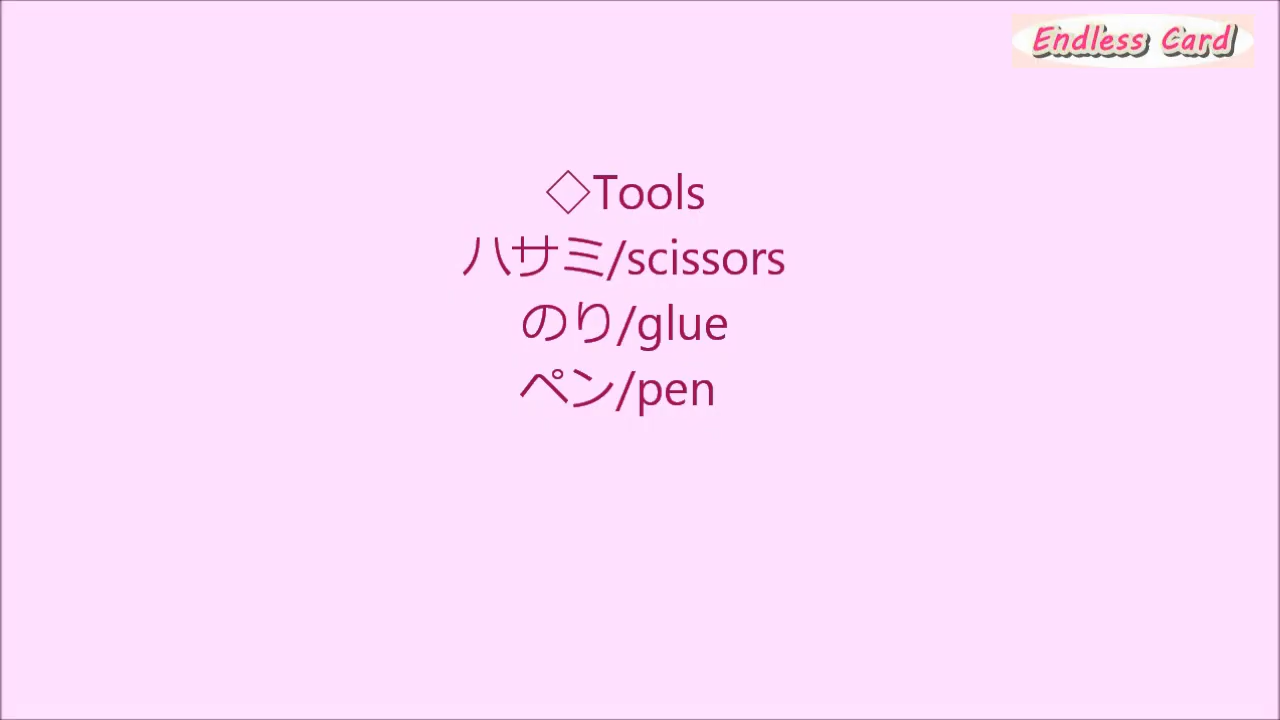 Endless Card
◇Tools
ハサミ/scissors
のり/glue
ペン/pen